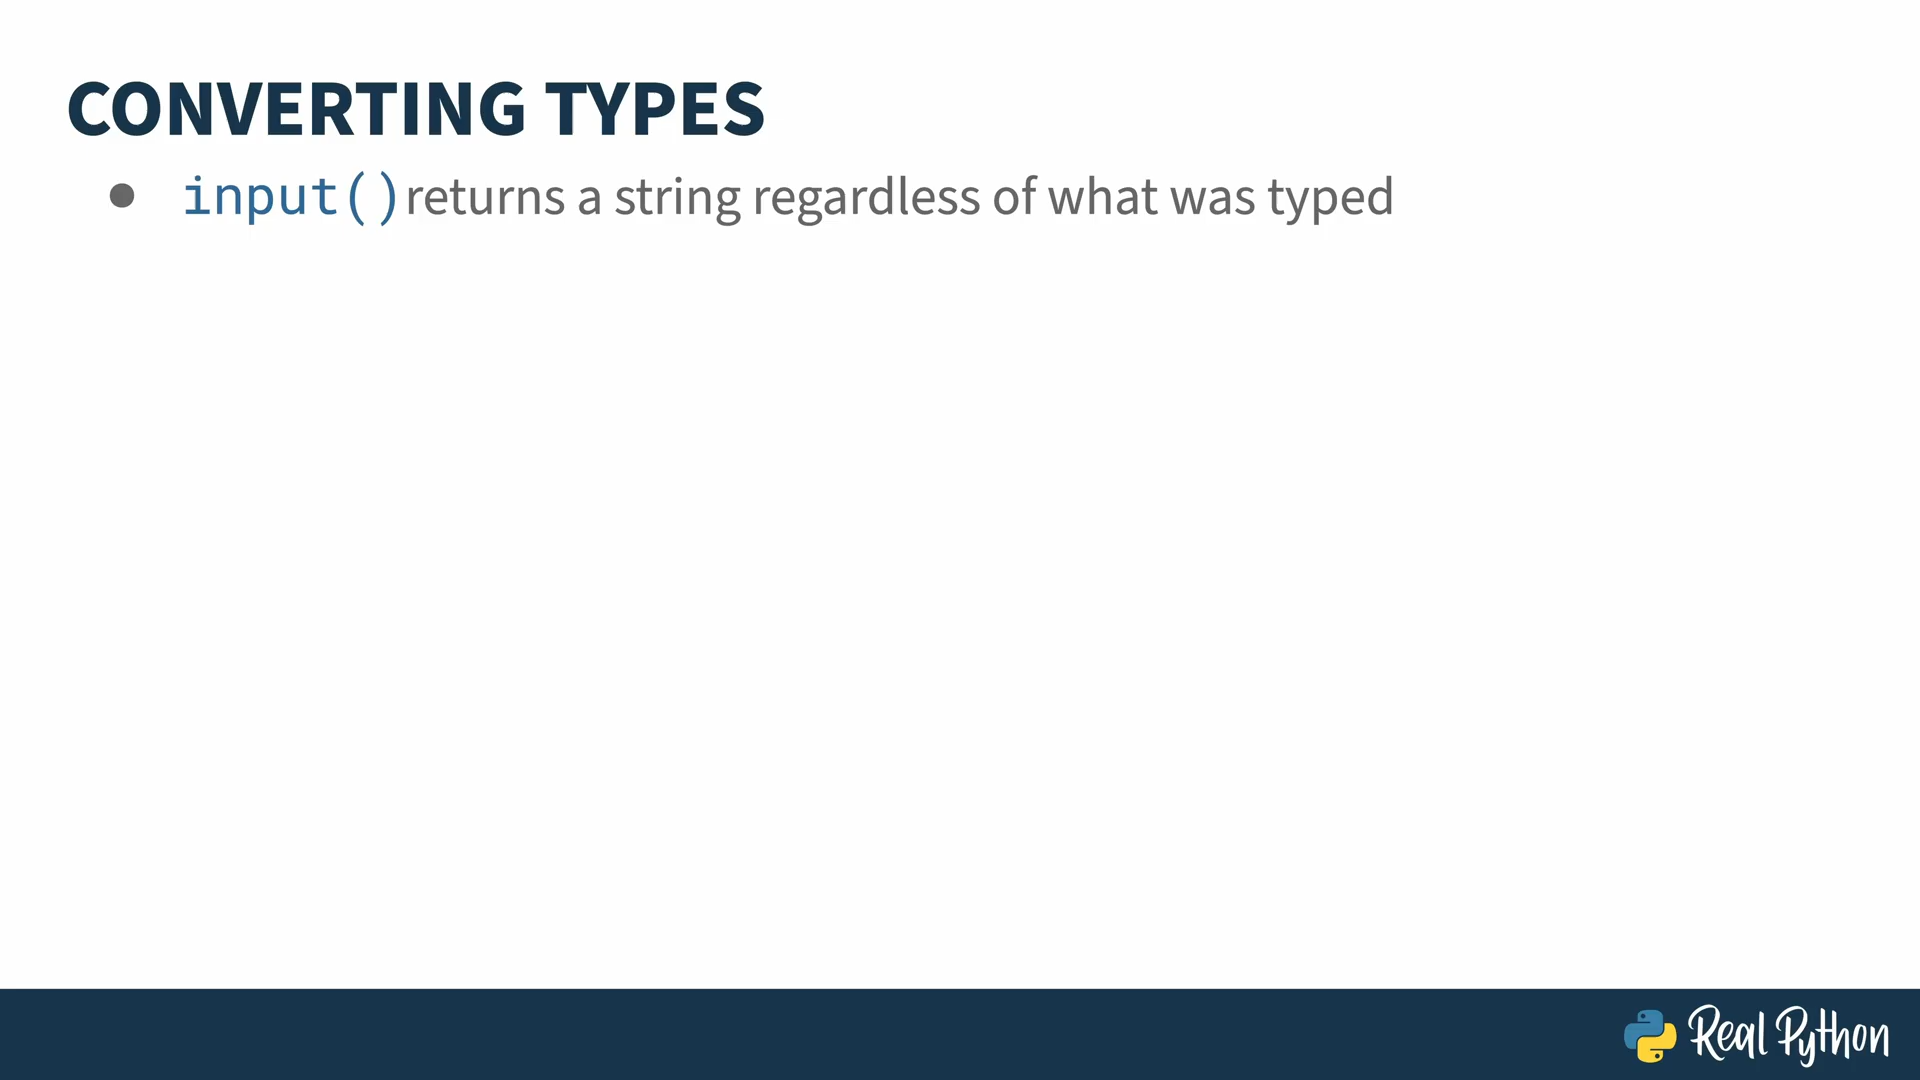 CONVERTING TYPES
● input()returns a string regardless of what was typed
Real Python